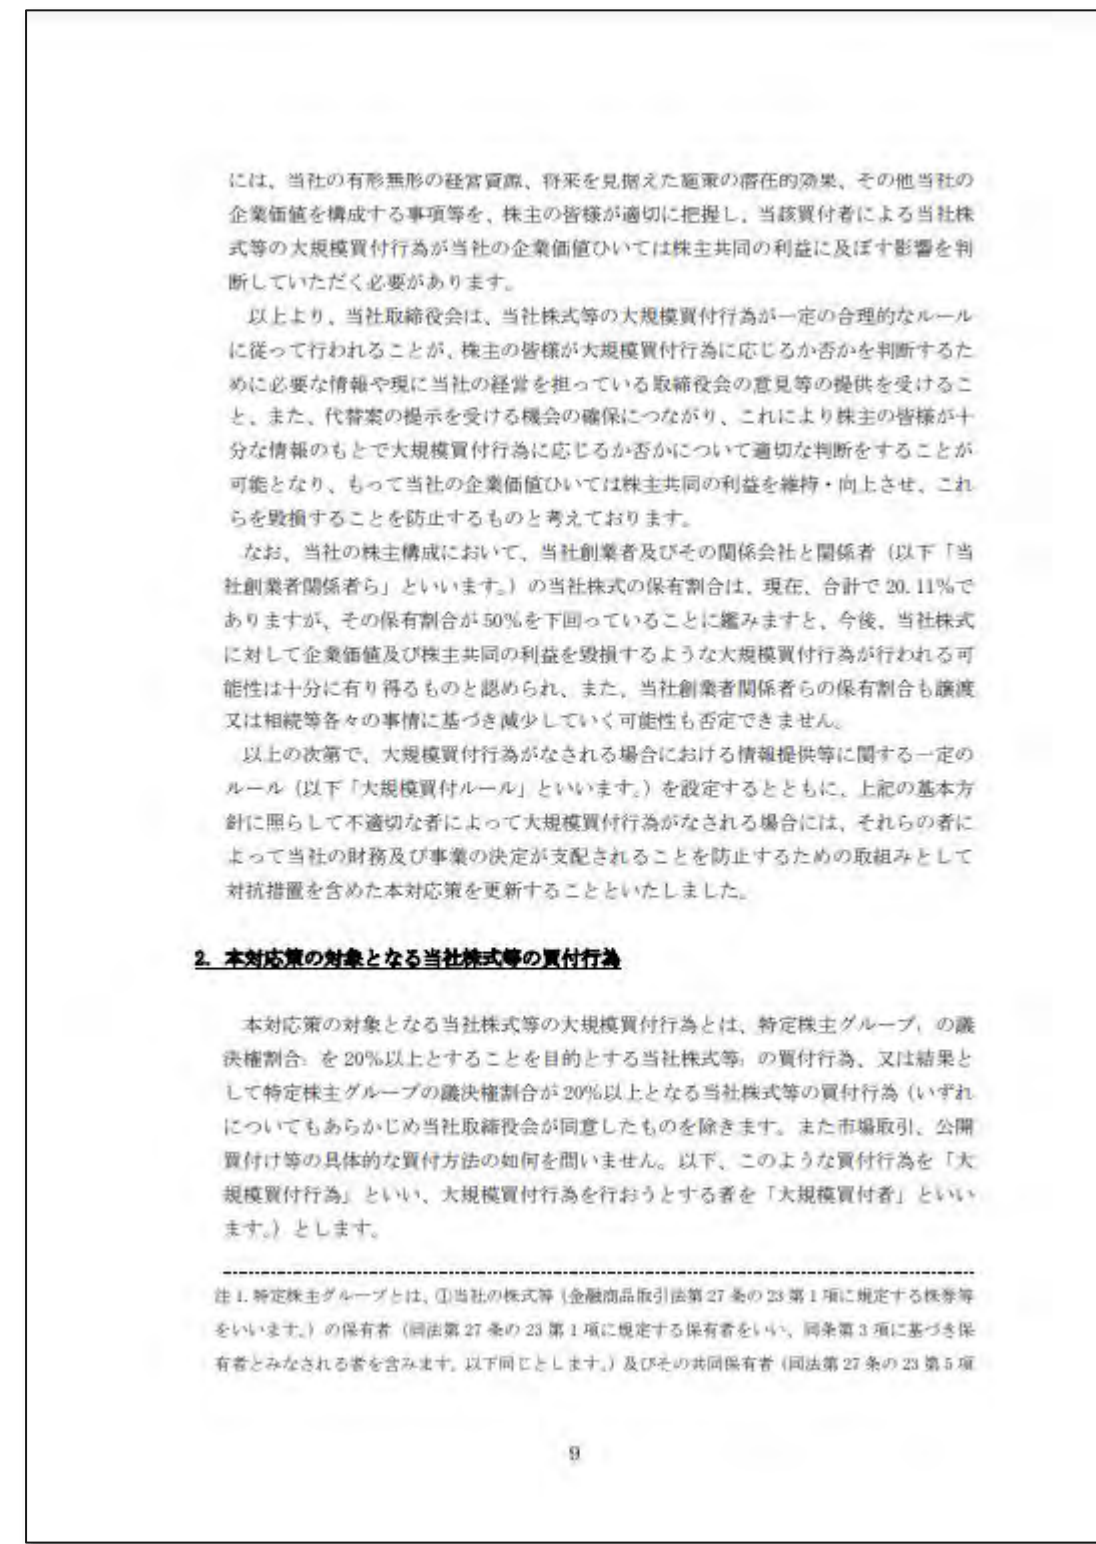 には、当社の有形無形の経営資源、将来を見据えた施策の潜在的効果、その他当社の
企業価値を構成する事項等を、株主の皆様が適切に把握し、当該買付者による当社株
式等の大規模買付行為が当社の企業価値ひいては株主共同の利益に及ぼす影響を判
断していただく必要があります。
以上より、当社取締役会は、当社株式等の大規模買付行為が一定の合理的なルール
に従って行われることが、株主の皆様が大規模買付行為に応じるか否かを判断するた
めに必要な情報や現に当社の経営を担っている取締役会の意見等の提供を受けるこ
と、また、代替案の提示を受ける機会の確保につながり、これにより株主の皆様が十
分な情報のもとで大規模買付行為に応じるか否かについて適切な判断をすることが
可能となり、もって当社の企業価値ひいては株主共同の利益を維持・向上させ、これ
らを毀損することを防止するものと考えております。
なお、当社の株主構成において、当社創業者及びその関係会社と関係者（以下「当
社創業者関係者ら」といいます。）の当社株式の保有割合は、現在、合計で 20.11％で
ありますが、その保有割合が 50％を下回っていることに鑑みますと、今後、当社株式
に対して企業価値及び株主共同の利益を毀損するような大規模買付行為が行われる可
能性は十分に有り得るものと認められ、また、当社創業者関係者らの保有割合も譲渡
又は相続等各々の事情に基づき減少していく可能性も否定できません。
以上の次第で、大規模買付行為がなされる場合における情報提供等に関する一定の
ルール（以下「大規模買付ルール」といいます。）を設定するとともに、上記の基本方
針に照らして不適切な者によって大規模買付行為がなされる場合には、それらの者に
よって当社の財務及び事業の決定が支配されることを防止するための取組みとして
対抗措置を含めた本対応策を更新することといたしました。
2．本対応策の対象となる当社株式等の買付行為
本対応策の対象となる当社株式等の大規模買付行為とは、特定株主グループの議
決権割合を 20％以上とすることを目的とする当社株式等の買付行為、又は結果と
して特定株主グループの議決権割合が 20％以上となる当社株式等の買付行為（いずれ
についてもあらかじめ当社取締役会が同意したものを除きます。また市場取引、公開
買付け等の具体的な買付方法の如何を問いません。以下、このような買付行為を「大
規模買付行為」といい、大規模買付行為を行おうとする者を「大規模買付者」といい
ます。）とします。
注 1. 特定株主グループとは、①当社の株式等（金融商品取引法第 27 条の 23 第 1 項に規定する株券等
をいいます。）の保有者（同法第 27 条の 23 第 1 項に規定する保有者をいい、同条第 3 項に基づき保
有者とみなされる者を含みます。以下同じとします。）及びその共同保有者（同法第 27 条の 23 第 5 項
9